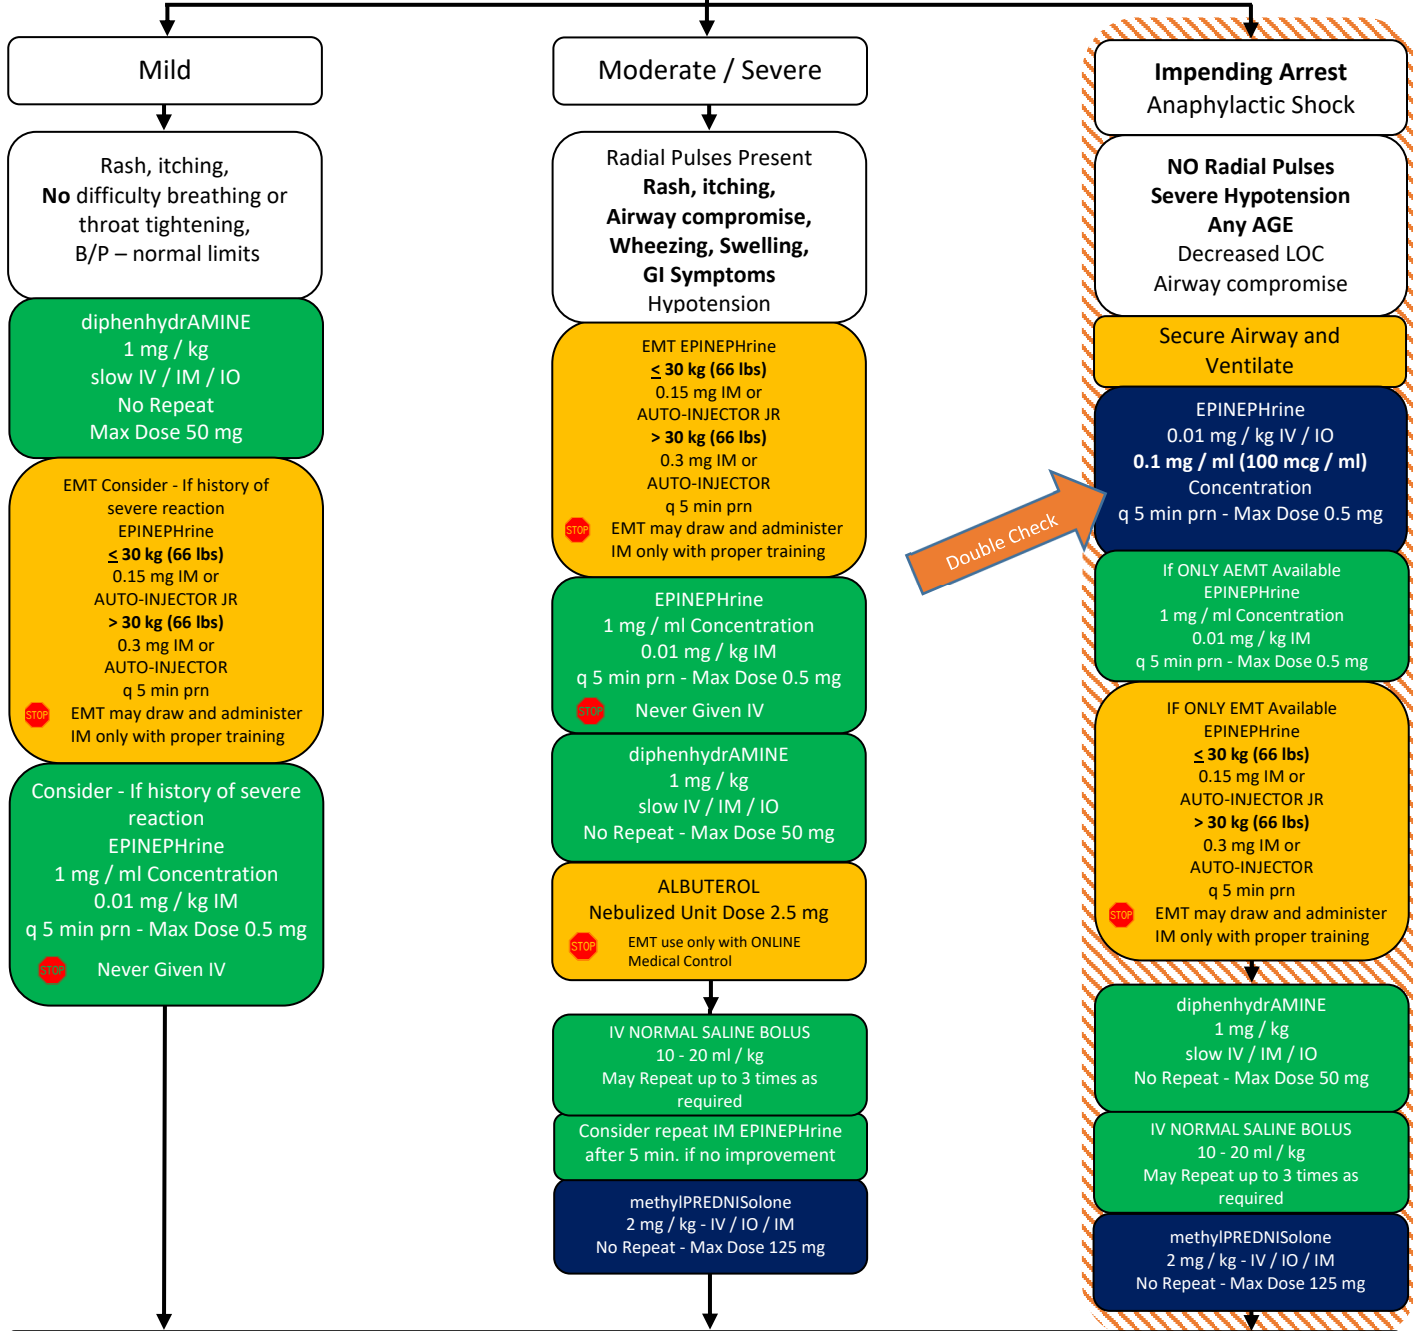 Mild
Rash, itching,
No difficulty breathing or
throat tightening,
B/P – normal limits
diphenhydrAMINE
1 mg / kg
slow IV / IM / IO
No Repeat
Max Dose 50 mg
EMT Consider - If history of
severe reaction
EPINEPHrine
≤ 30 kg (66 lbs)
0.15 mg IM or
AUTO-INJECTOR JR
> 30 kg (66 lbs)
0.3 mg IM or
AUTO-INJECTOR
q 5 min prn
STOP EMT may draw and administer
IM only with proper training
Consider - If history of severe
reaction
EPINEPHrine
1 mg / ml Concentration
0.01 mg / kg IM
q 5 min prn - Max Dose 0.5 mg
STOP Never Given IV
Moderate / Severe
Radial Pulses Present
Rash, itching,
Airway compromise,
Wheezing, Swelling,
GI Symptoms
Hypotension
EMT EPINEPHrine
≤ 30 kg (66 lbs)
0.15 mg IM or
AUTO-INJECTOR JR
> 30 kg (66 lbs)
0.3 mg IM or
AUTO-INJECTOR
q 5 min prn
STOP EMT may draw and administer
IM only with proper training
EPINEPHrine
1 mg / ml Concentration
0.01 mg / kg IM
q 5 min prn - Max Dose 0.5 mg
STOP Never Given IV
diphenhydrAMINE
1 mg / kg
slow IV / IM / IO
No Repeat - Max Dose 50 mg
ALBUTEROL
Nebulized Unit Dose 2.5 mg
STOP EMT use only with ONLINE
Medical Control
IV NORMAL SALINE BOLUS
10 - 20 ml / kg
May Repeat up to 3 times as
required
Consider repeat IM EPINEPHrine
after 5 min. if no improvement
methylPREDNISolone
2 mg / kg - IV / IO / IM
No Repeat - Max Dose 125 mg
Double Check
Impending Arrest
Anaphylactic Shock
NO Radial Pulses
Severe Hypotension
Any AGE
Decreased LOC
Airway compromise
Secure Airway and
Ventilate
EPINEPHrine
0.01 mg / kg IV / IO
0.1 mg / ml (100 mcg / ml)
Concentration
q 5 min prn - Max Dose 0.5 mg
If ONLY AEMT Available
EPINEPHrine
1 mg / ml Concentration
0.01 mg / kg IM
q 5 min prn - Max Dose 0.5 mg
IF ONLY EMT Available
EPINEPHrine
≤ 30 kg (66 lbs)
0.15 mg IM or
AUTO-INJECTOR JR
> 30 kg (66 lbs)
0.3 mg IM or
AUTO-INJECTOR
q 5 min prn
STOP EMT may draw and administer
IM only with proper training
diphenhydrAMINE
1 mg / kg
slow IV / IM / IO
No Repeat - Max Dose 50 mg
IV NORMAL SALINE BOLUS
10 - 20 ml / kg
May Repeat up to 3 times as
required
methylPREDNISolone
2 mg / kg - IV / IO / IM
No Repeat - Max Dose 125 mg